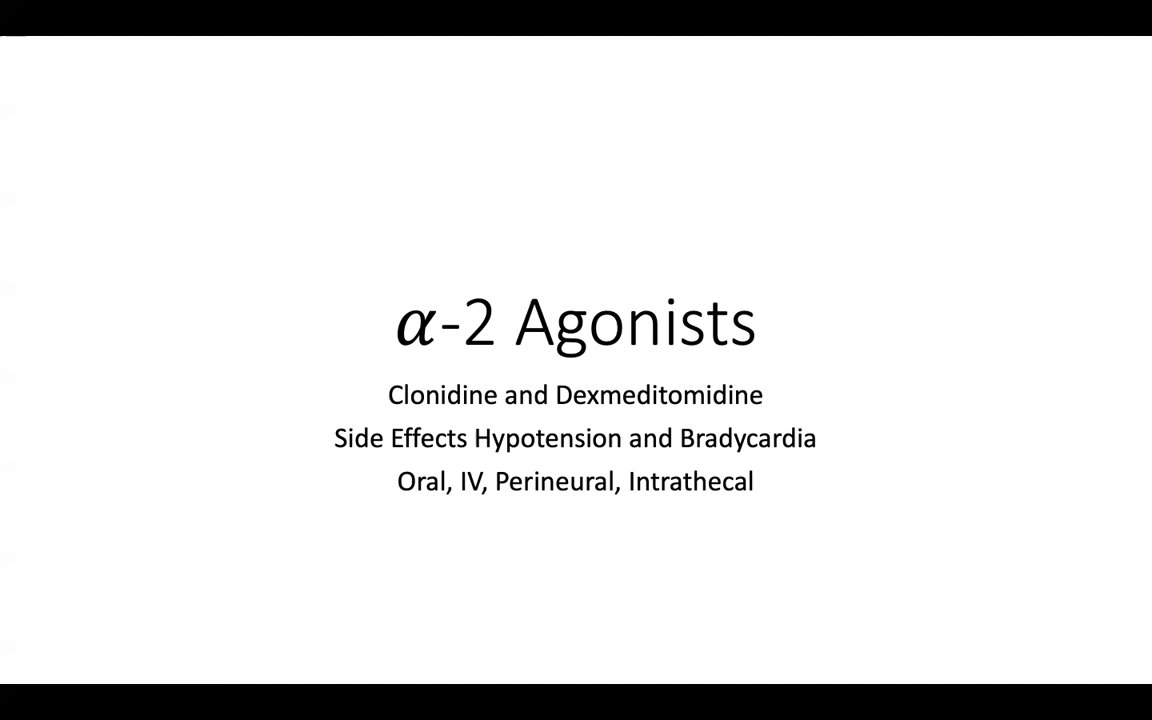 α-2 Agonists
Clonidine and Dexmeditomidine
Side Effects Hypotension and Bradycardia
Oral, IV, Perineural, Intrathecal